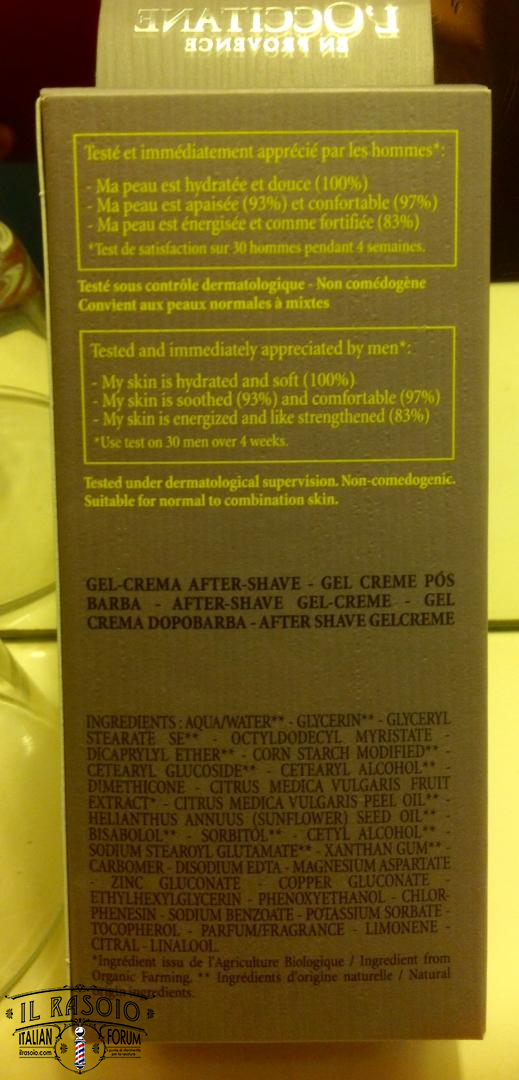 L'OCCITANE
EN PROVENCE
Testé et immédiatement apprécié par les hommes*:
- Ma peau est hydratée et douce (100%)
- Ma peau est apaisée (93%) et confortable (97%)
- Ma peau est énergisée et comme fortifiée (83%)
*Test de satisfaction sur 30 hommes pendant 4 semaines.
Testé sous contrôle dermatologique - Non comédogène
Convient aux peaux normales à mixtes
Tested and immediately appreciated by men*:
- My skin is hydrated and soft (100%)
- My skin is soothed (93%) and comfortable (97%)
- My skin is energized and like strengthened (83%)
*Use test on 30 men over 4 weeks.
Tested under dermatological supervision. Non-comedogenic.
Suitable for normal to combination skin.
GEL-CREMA AFTER-SHAVE - GEL CREME PÓS
BARBA - AFTER-SHAVE GEL-CREME - GEL
CREMA DOPOBARBA - AFTER SHAVE GELCREME
INGREDIENTS : AQUA/WATER** - GLYCERIN** - GLYCERYL
STEARATE SE** - OCTYLDODECYL MYRISTATE -
DICAPRYLYL ETHER** - CORN STARCH MODIFIED** -
CETEARYL GLUCOSIDE** - CETEARYL ALCOHOL** -
DIMETHICONE - CITRUS MEDICA VULGARIS FRUIT
EXTRACT* - CITRUS MEDICA VULGARIS PEEL OIL** -
HELIANTHUS ANNUUS (SUNFLOWER) SEED OIL** -
BISABOLOL** - SORBITOL** - CETYL ALCOHOL** -
SODIUM STEAROYL GLUTAMATE** - XANTHAN GUM** -
CARBOMER - DISODIUM EDTA - MAGNESIUM ASPARTATE
- ZINC GLUCONATE - COPPER GLUCONATE -
ETHYLHEXYLGLYCERIN - PHENOXYETHANOL - CHLOR-
PHENESIN - SODIUM BENZOATE - POTASSIUM SORBATE -
TOCOPHEROL - PARFUM/FRAGRANCE - LIMONENE -
CITRAL - LINALOOL.
*Ingrédient issu de l'Agriculture Biologique / Ingredient from
Organic Farming. ** Ingrédients d'origine naturelle / Natural
ingredients.
IL RASOIO
ITALIAN FORUM
ilrasoio.com